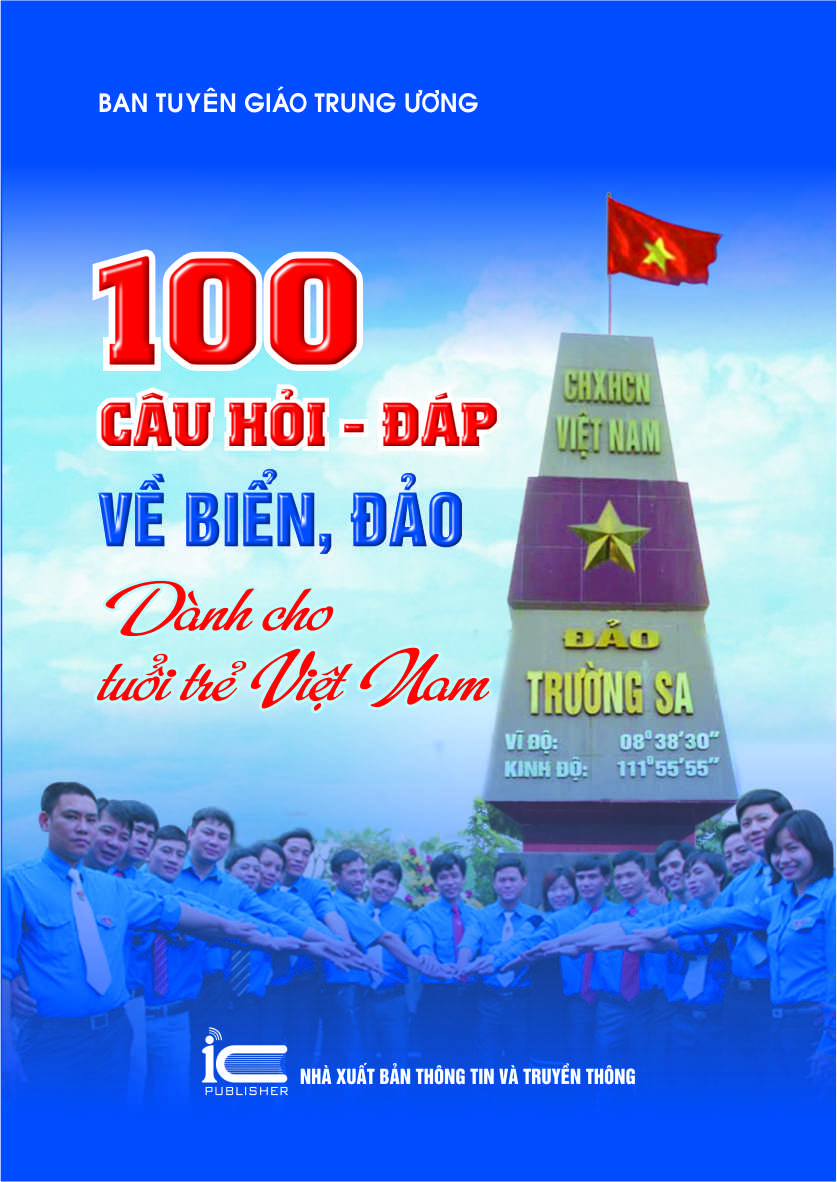 BAN TUYÊN GIÁO TRUNG ƯƠNG
100
CÂU HỎI - ĐÁP
VỀ BIỂN, ĐẢO
Dành cho
tuổi trẻ Việt Nam
CHXHCN
VIỆT NAM
ĐẢO
TRƯỜNG SA
VĨ ĐỘ: 08°38'30"
KINH ĐỘ: 111°55'55"
iC
PUBLISHER
NHÀ XUẤT BẢN THÔNG TIN VÀ TRUYỀN THÔNG